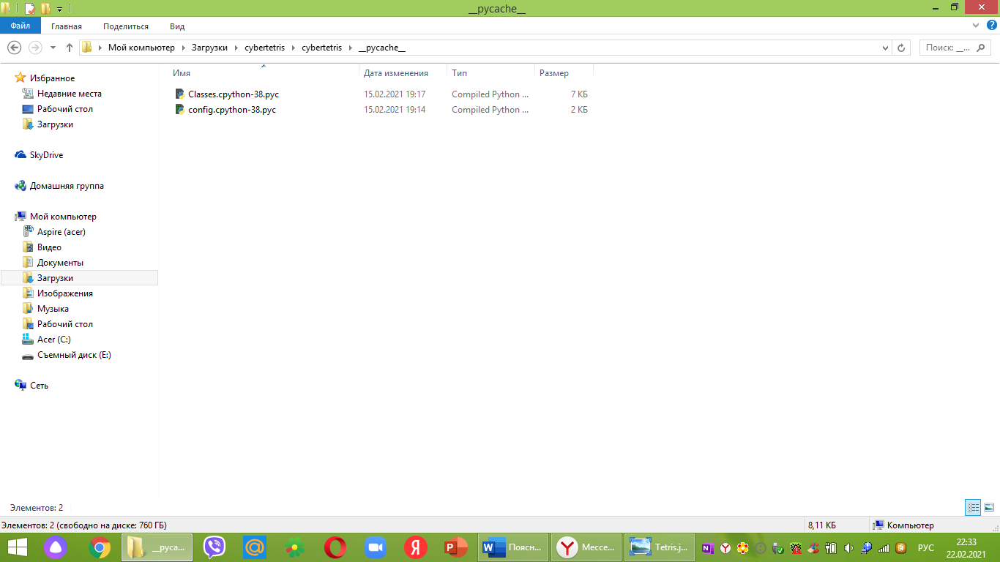 __pycache__
Файл Главная Поделиться Вид
Мой компьютер Загрузки cybertetris cybertetris __pycache__ Поиск: __...
Имя Дата изменения Тип Размер
Classes.cpython-38.pyc 15.02.2021 19:17 Compiled Python ... 7 КБ
config.cpython-38.pyc 15.02.2021 19:14 Compiled Python ... 2 КБ
Избранное
Недавние места
Рабочий стол
Загрузки
SkyDrive
Домашняя группа
Мой компьютер
Aspire (acer)
Видео
Документы
Загрузки
Изображения
Музыка
Рабочий стол
Acer (C:)
Съемный диск (E:)
Сеть
Элементов: 2
Элементов: 2 (свободно на диске: 760 ГБ) 8,11 КБ Компьютер
__pyca... Поясн... Мессе... Tetris.j... РУС 22:33
22.02.2021